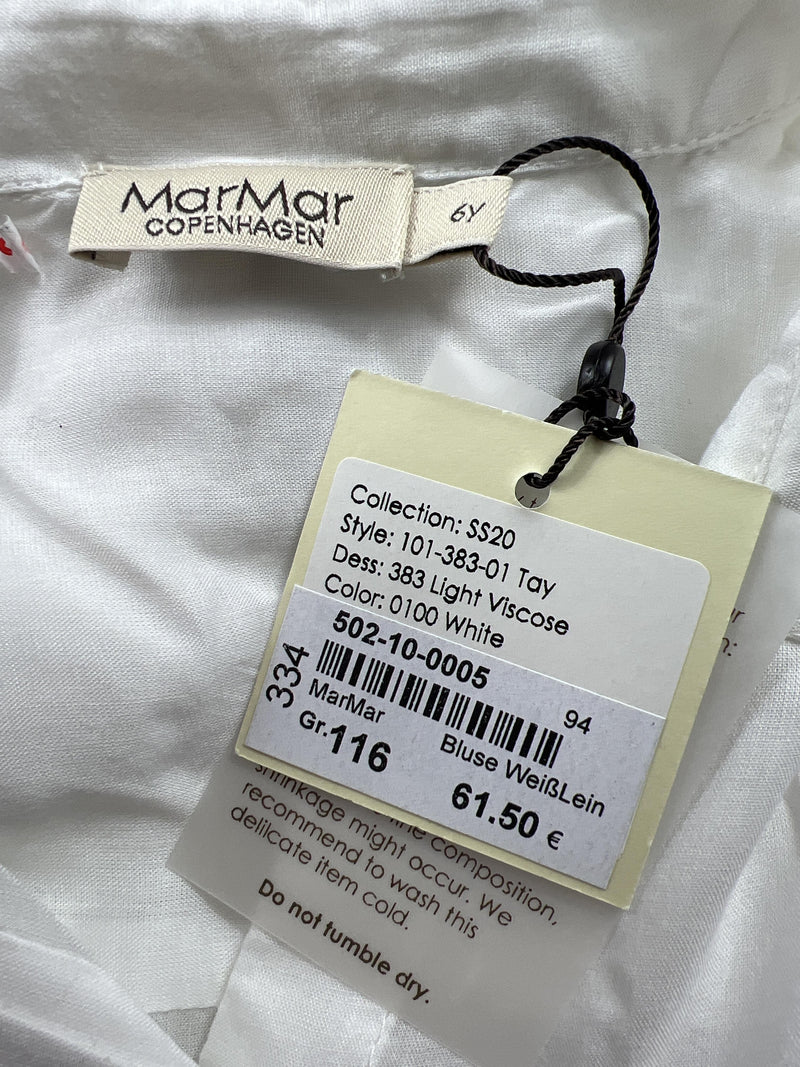 MarMar
COPENHAGEN
6Y
Collection: SS20
Style: 101-383-01 Tay
Dess: 383 Light Viscose
Color: 0100 White
502-10-0005
334
94
MarMar
Bluse WeißLein
Gr.116
61.50 €
shrinkage might occur. We
recommend to wash this
delilcate item cold.
composition,
Do not tumble dry.